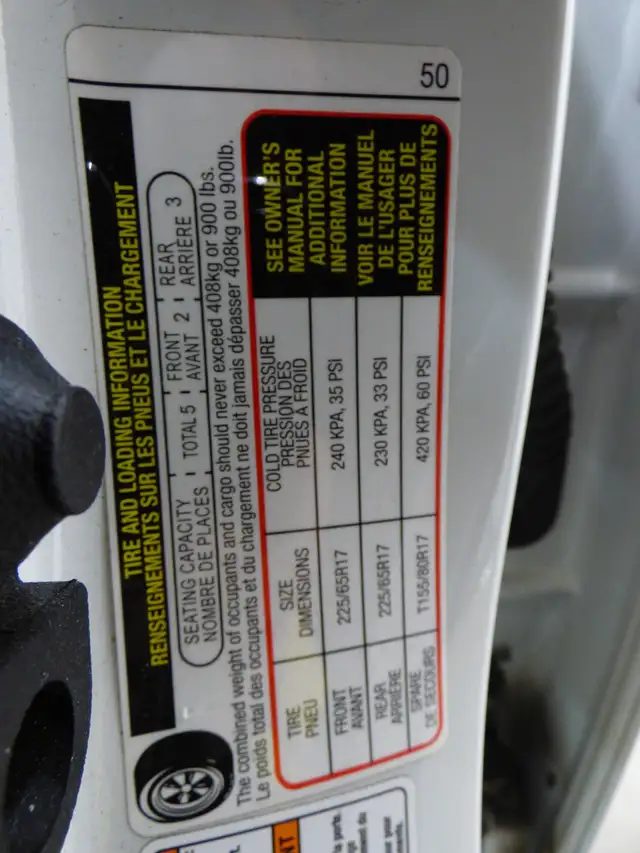 50
TIRE AND LOADING INFORMATION
RENSEIGNEMENTS SUR LES PNEUS ET LE CHARGEMENT
SEATING CAPACITY TOTAL 5 FRONT 2 REAR 3
NOMBRE DE PLACES AVANT ARRIÈRE
The combined weight of occupants and cargo should never exceed 408kg or 900 lbs.
Le poids total des occupants et du chargement ne doit jamais dépasser 408kg ou 900lb.
TIRE
PNEU
SIZE
DIMENSIONS
COLD TIRE PRESSURE
PRESSION DES
PNUES À FROID
FRONT
AVANT
225/65R17
240 KPA, 35 PSI
REAR
ARRIÈRE
225/65R17
230 KPA, 33 PSI
SPARE
DE SECOURS
T155/80R17
420 KPA, 60 PSI
SEE OWNER'S
MANUAL FOR
ADDITIONAL
INFORMATION
VOIR LE MANUEL
DE L'USAGER
POUR PLUS DE
RENSEIGNEMENTS